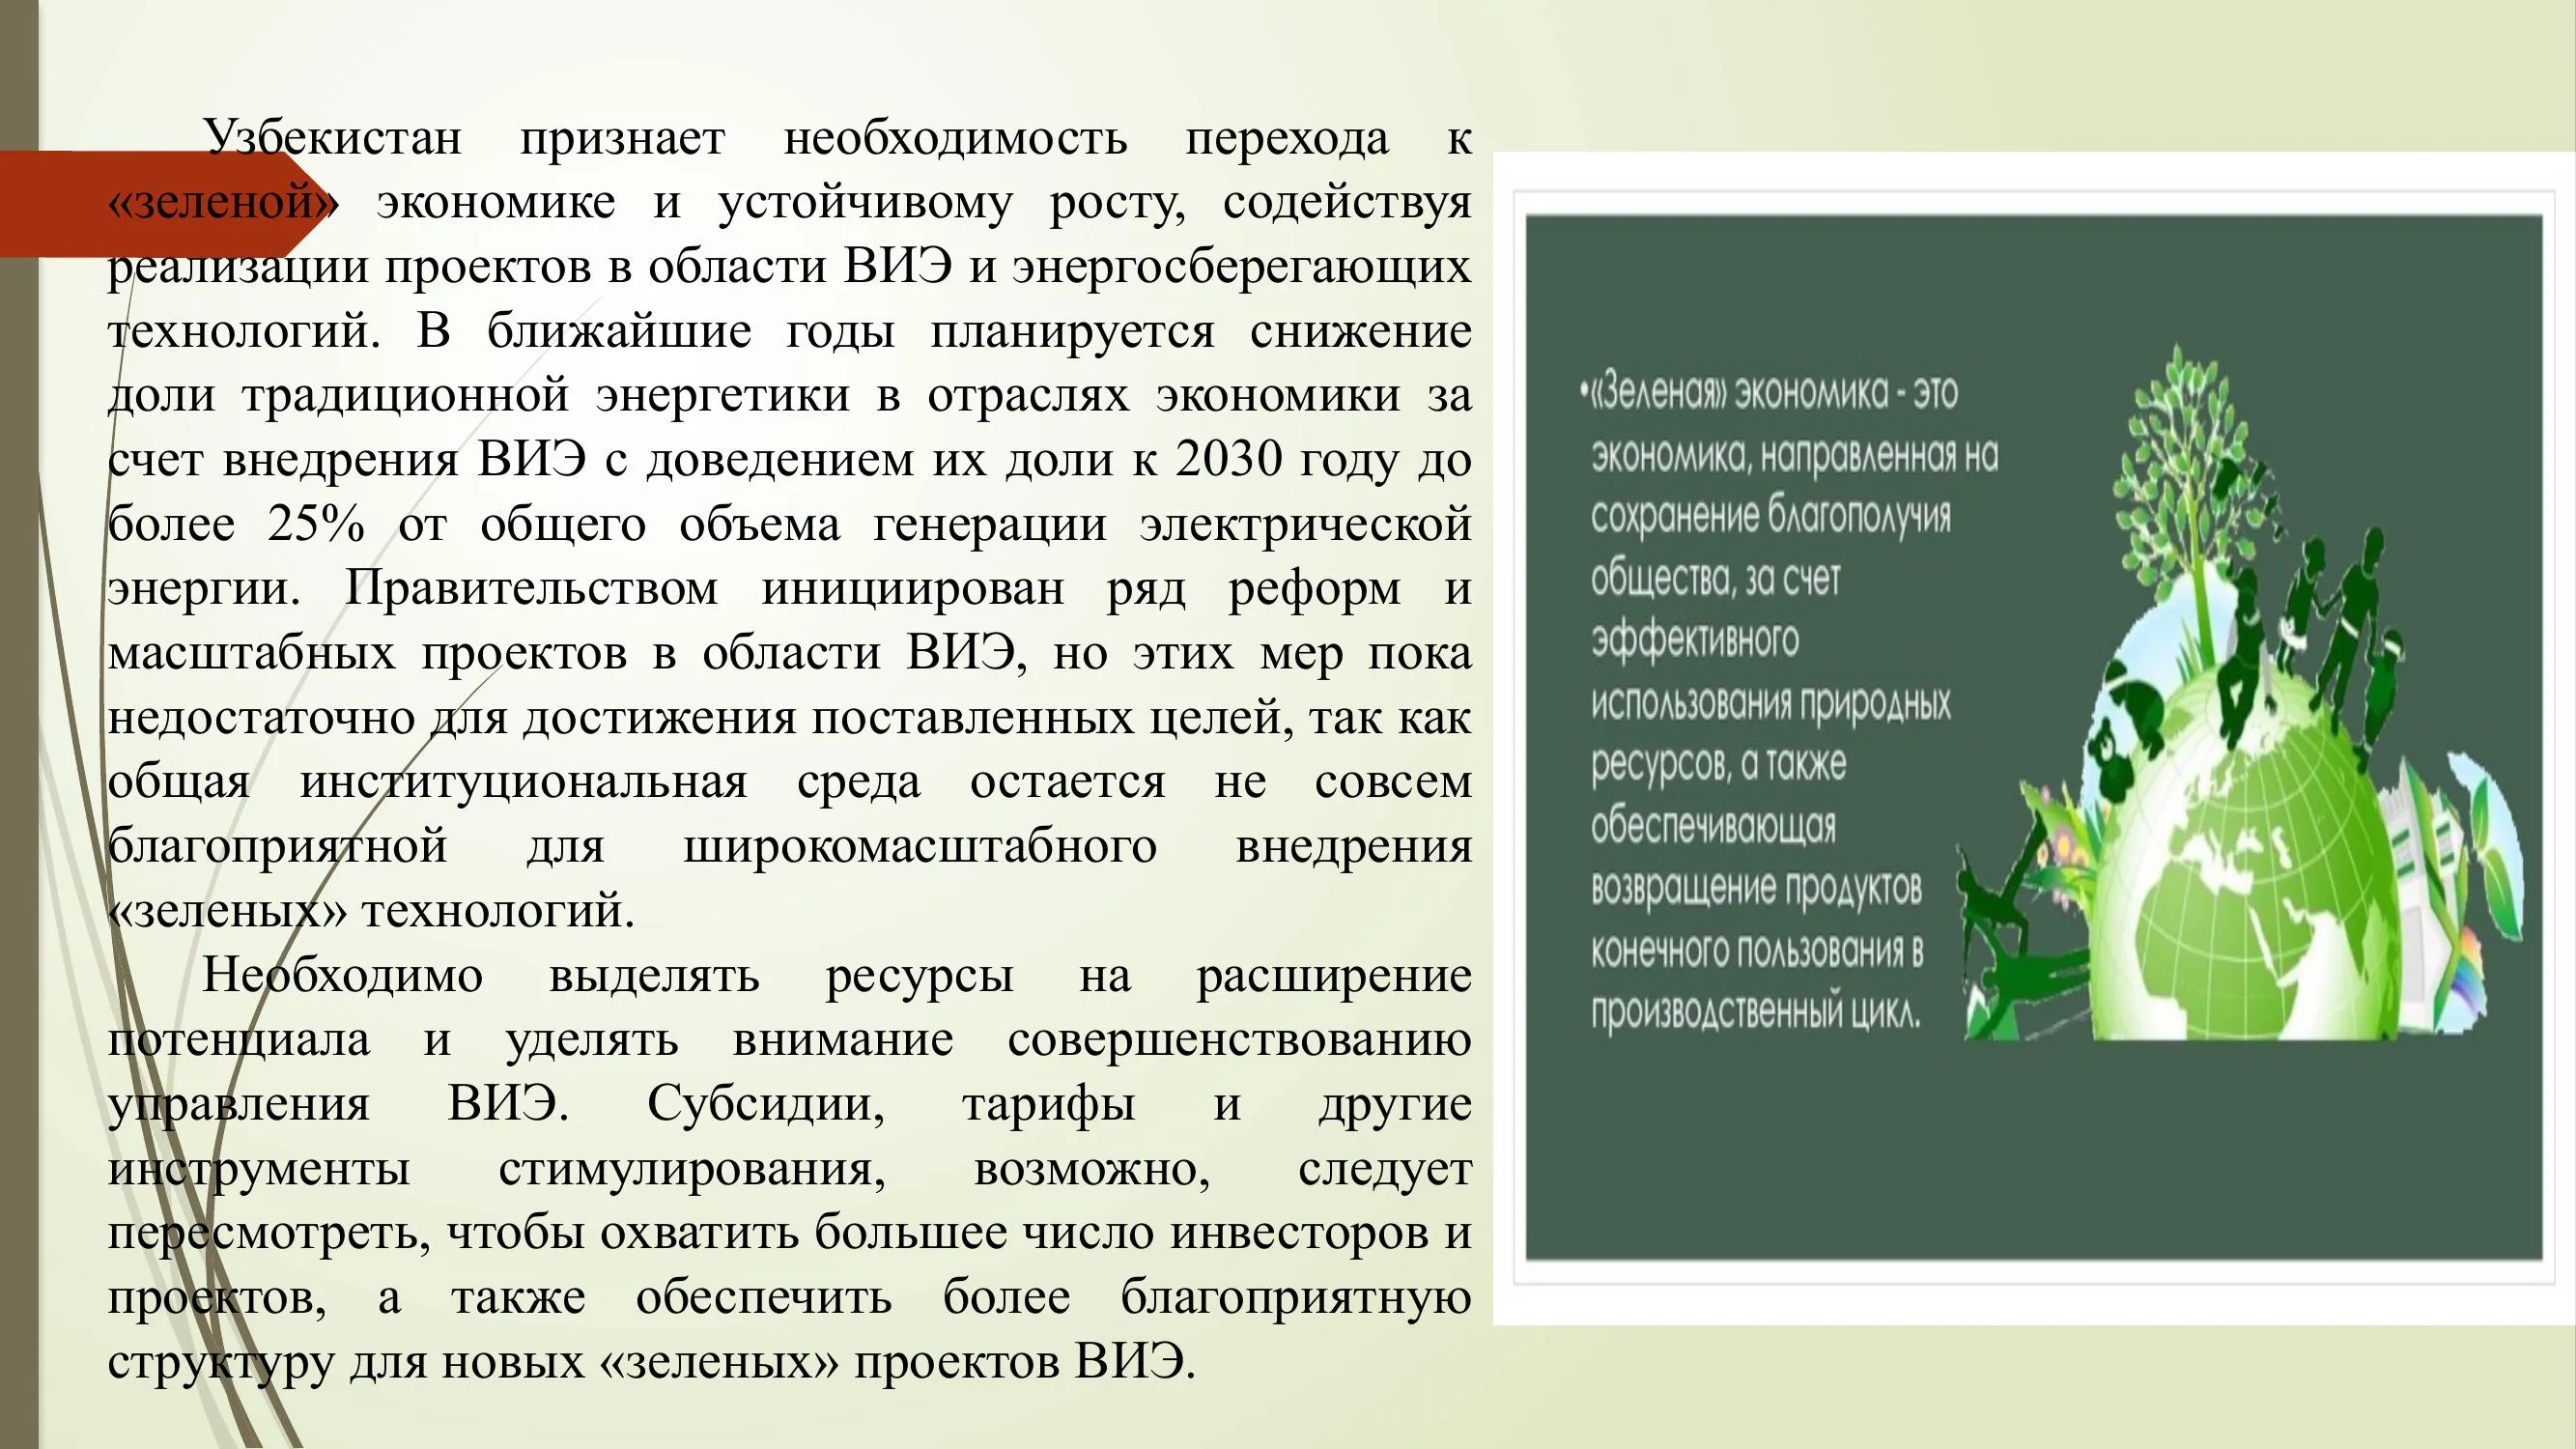 Узбекистан признает необходимость перехода к
«зеленой» экономике и устойчивому росту, содействуя
реализации проектов в области ВИЭ и энергосберегающих
технологий. В ближайшие годы планируется снижение
доли традиционной энергетики в отраслях экономики за
счет внедрения ВИЭ с доведением их доли к 2030 году до
более 25% от общего объема генерации электрической
энергии. Правительством инициирован ряд реформ и
масштабных проектов в области ВИЭ, но этих мер пока
недостаточно для достижения поставленных целей, так как
общая институциональная среда остается не совсем
благоприятной для широкомасштабного внедрения
«зеленых» технологий.
Необходимо выделять ресурсы на расширение
потенциала и уделять внимание совершенствованию
управления ВИЭ. Субсидии, тарифы и другие
инструменты стимулирования, возможно, следует
пересмотреть, чтобы охватить большее число инвесторов и
проектов, а также обеспечить более благоприятную
структуру для новых «зеленых» проектов ВИЭ.
•«Зеленая» экономика - это
экономика, направленная на
сохранение благополучия
общества, за счет
эффективного
использования природных
ресурсов, а также
обеспечивающая
возвращение продуктов
конечного пользования в
производственный цикл.